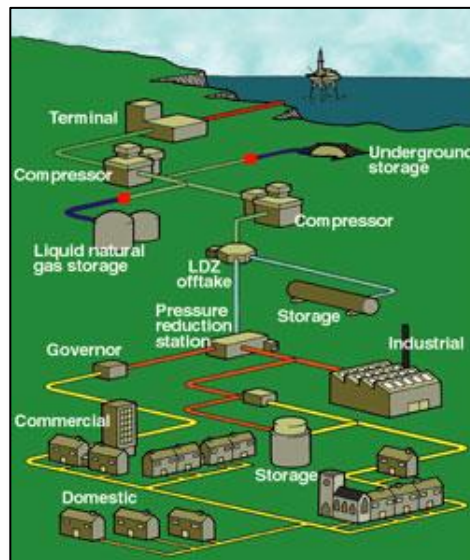 Terminal
Compressor
Underground
storage
Compressor
Liquid natural
gas storage
LDZ
offtake
Storage
Pressure
reduction
station
Governor
Industrial
Commercial
Storage
Domestic